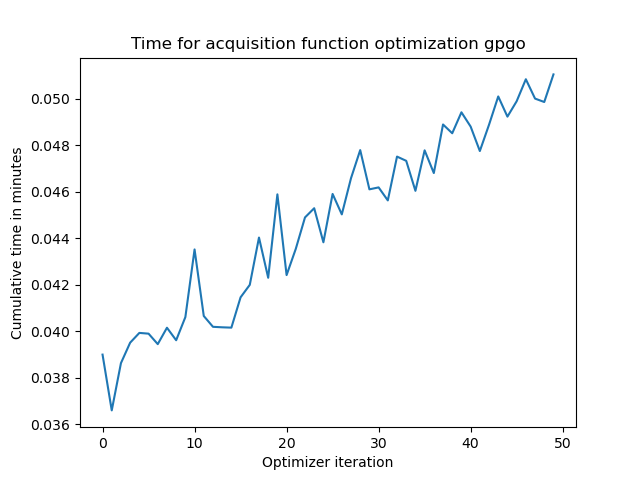 Time for acquisition function optimization gpgo
0.050
0.048
0.046
0.044
0.042
0.040
0.038
0.036
Cumulative time in minutes
0 10 20 30 40 50
Optimizer iteration